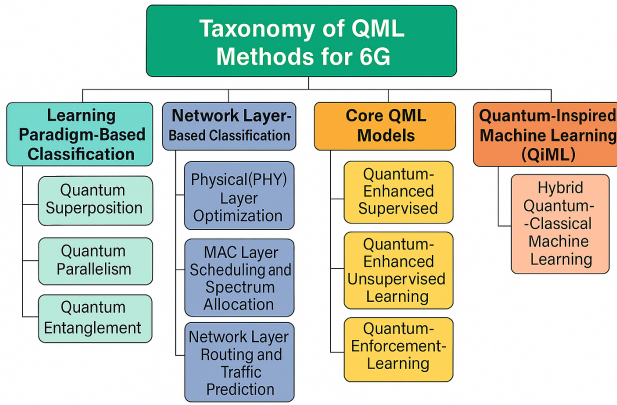 Taxonomy of QML
Methods for 6G
Learning
Paradigm-Based
Classification
Quantum
Superposition
Quantum
Parallelism
Quantum
Entanglement
Network Layer-
Based Classification
Physical(PHY)
Layer
Optimization
MAC Layer
Scheduling and
Spectrum
Allocation
Network Layer
Routing and
Traffic
Prediction
Core QML
Models
Quantum-
Enhanced
Supervised
Quantum-
Enhanced
Unsupervised
Learning
Quantum-
Enforcement-
Learning
Quantum-Inspired
Machine Learning
(QiML)
Hybrid
Quantum-
-Classical
Machine
Learning